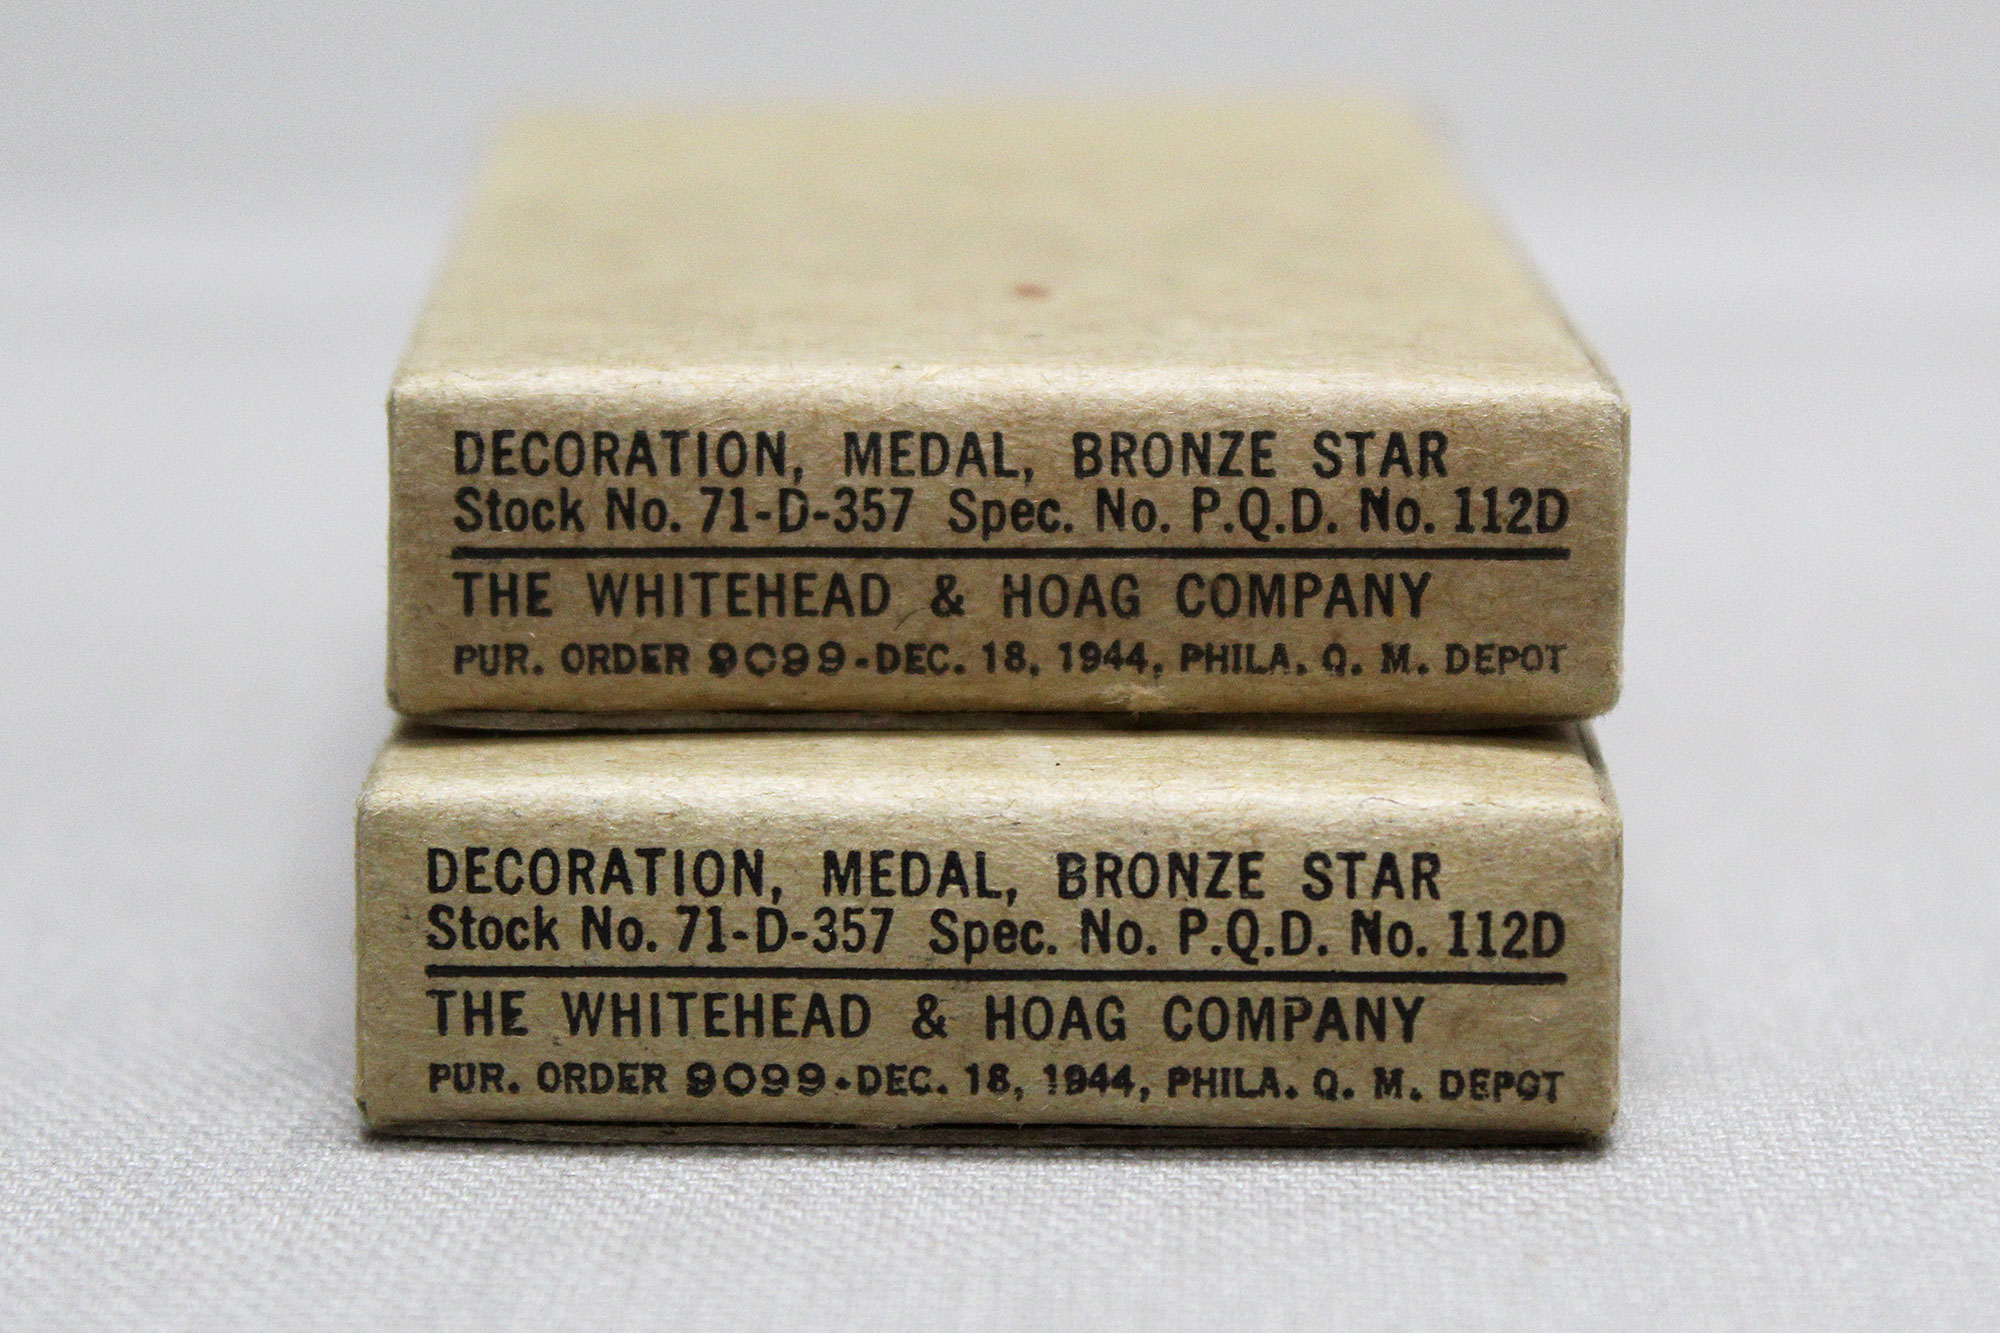 DECORATION, MEDAL, BRONZE STAR
Stock No. 71-D-357 Spec. No. P.Q.D. No. 112D
THE WHITEHEAD & HOAG COMPANY
PUR. ORDER 9099-DEC. 18, 1944, PHILA. Q. M. DEPOT
DECORATION, MEDAL, BRONZE STAR
Stock No. 71-D-357 Spec. No. P.Q.D. No. 112D
THE WHITEHEAD & HOAG COMPANY
PUR. ORDER 9099-DEC. 18, 1944, PHILA. Q. M. DEPOT